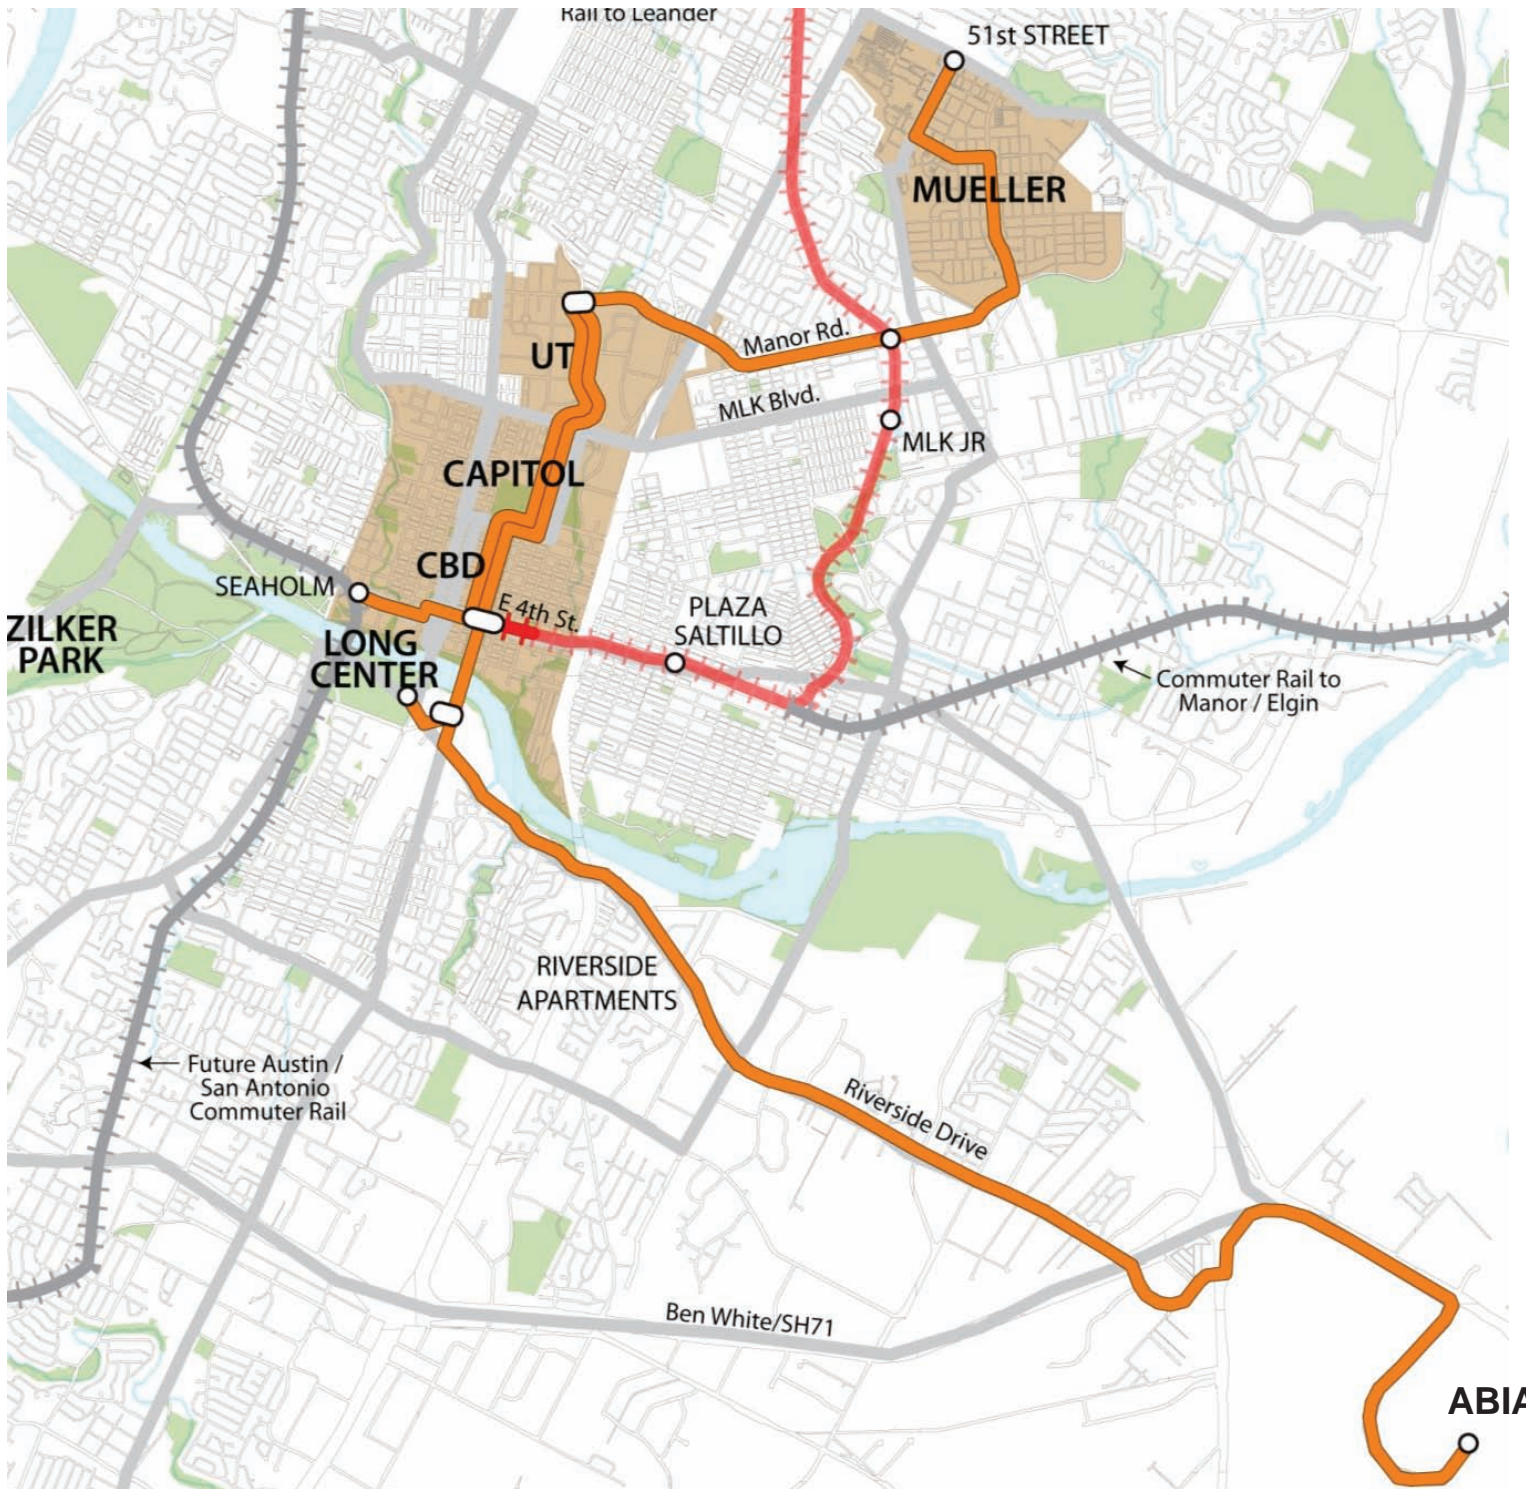 Rail to Leander
51st STREET
MUELLER
Manor Rd.
UT
MLK Blvd.
MLK JR
CAPITOL
CBD
SEAHOLM
E 4th St.
PLAZA
SALTILLO
ZILKER
PARK
LONG
CENTER
Commuter Rail to
Manor / Elgin
RIVERSIDE
APARTMENTS
Future Austin /
San Antonio
Commuter Rail
Riverside Drive
Ben White/SH71
ABIA